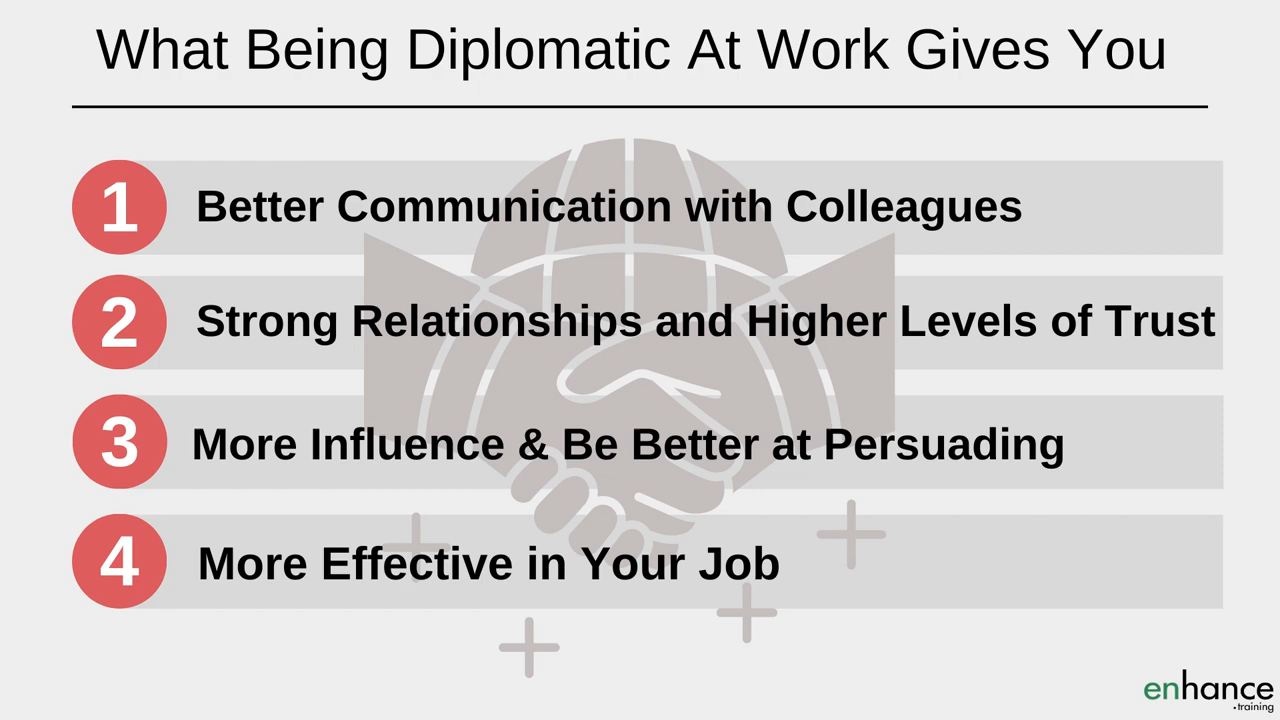 What Being Diplomatic At Work Gives You
1 Better Communication with Colleagues
2 Strong Relationships and Higher Levels of Trust
3 More Influence & Be Better at Persuading
4 More Effective in Your Job
enhance
.training